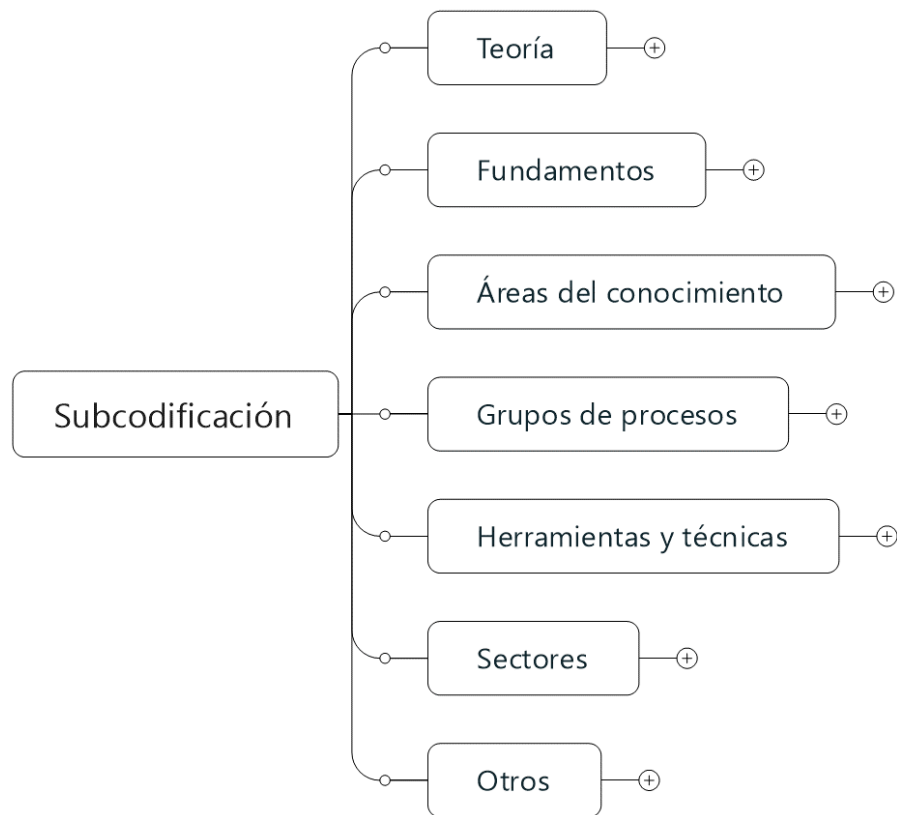 Teoría
Fundamentos
Áreas del conocimiento
Subcodificación
Grupos de procesos
Herramientas y técnicas
Sectores
Otros